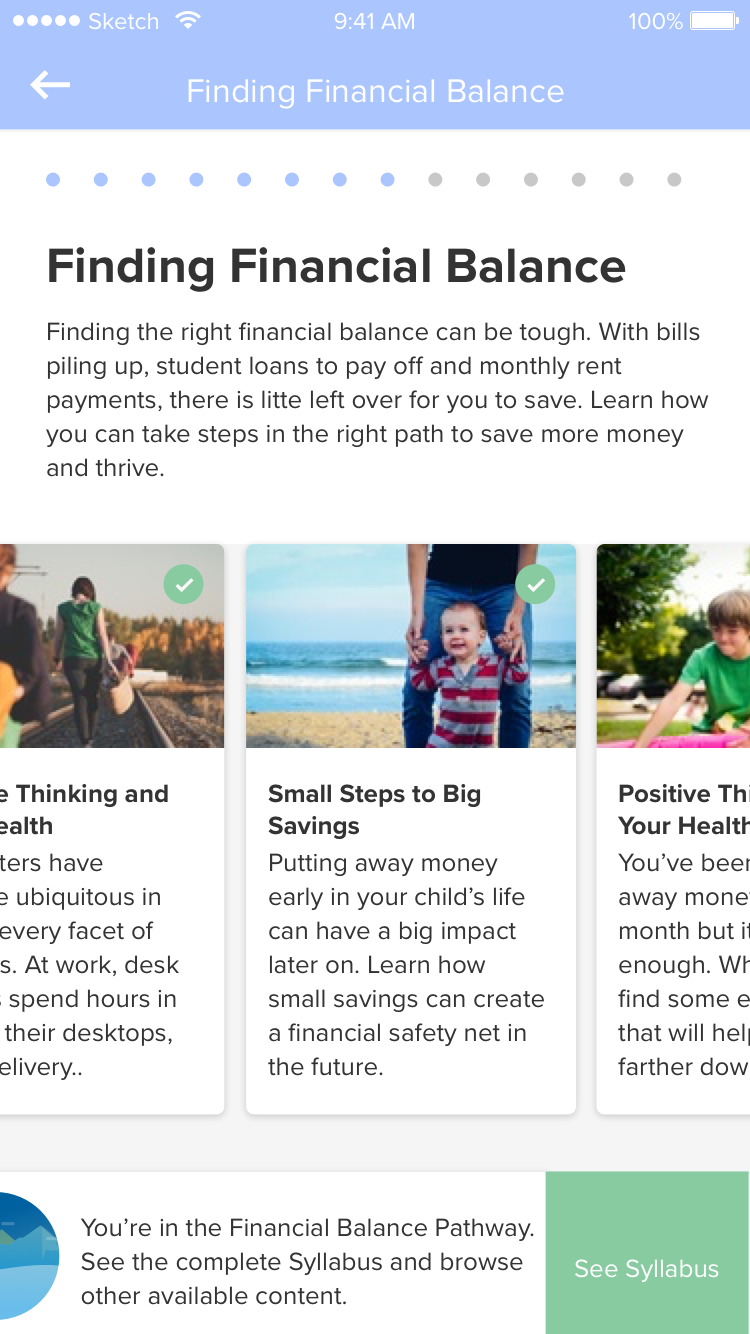 Sketch 9:41 AM 100%
Finding Financial Balance
Finding Financial Balance
Finding the right financial balance can be tough. With bills
piling up, student loans to pay off and monthly rent
payments, there is litte left over for you to save. Learn how
you can take steps in the right path to save more money
and thrive.
e Thinking and
ealth
ters have
e ubiquitous in
every facet of
s. At work, desk
s spend hours in
their desktops,
elivery..
Small Steps to Big
Savings
Putting away money
early in your child’s life
can have a big impact
later on. Learn how
small savings can create
a financial safety net in
the future.
Positive Thi
Your Health
You’ve been
away money
month but it
enough. Wh
find some e
that will help
farther dow
You’re in the Financial Balance Pathway.
See the complete Syllabus and browse
other available content.
See Syllabus